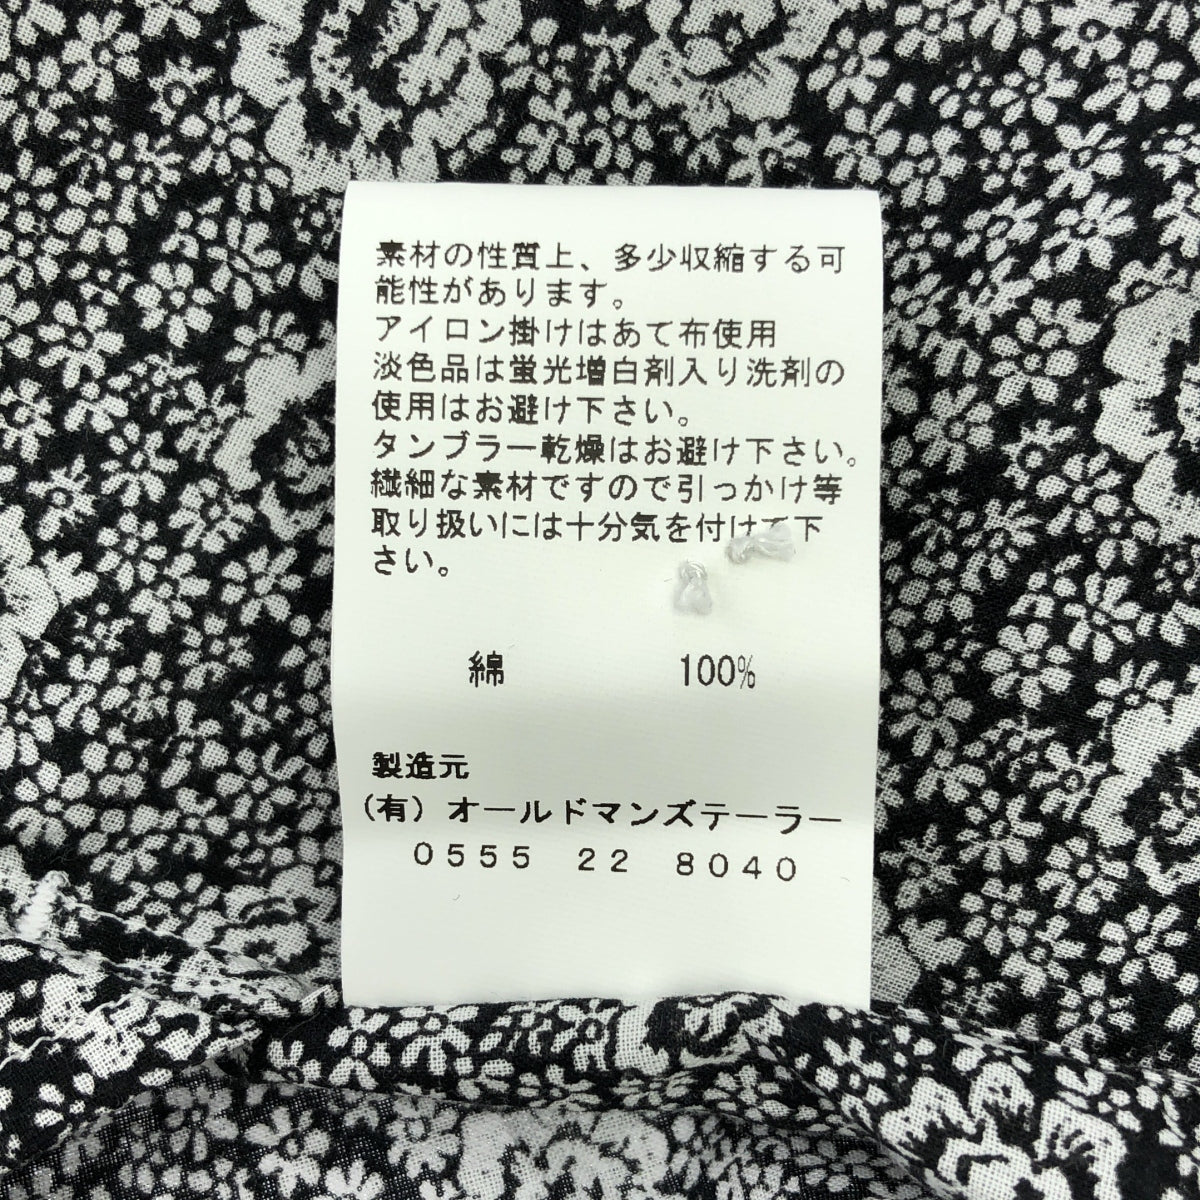 素材の性質上、多少収縮する可
能性があります。
アイロン掛けはあて布使用
淡色品は蛍光増白剤入り洗剤の
使用はお避け下さい。
タンブラー乾燥はお避け下さい。
繊細な素材ですので引っかけ等
取り扱いには十分気を付けて下
さい。
綿 100%
製造元
(有)オールドマンズテーラー
0555 22 8040